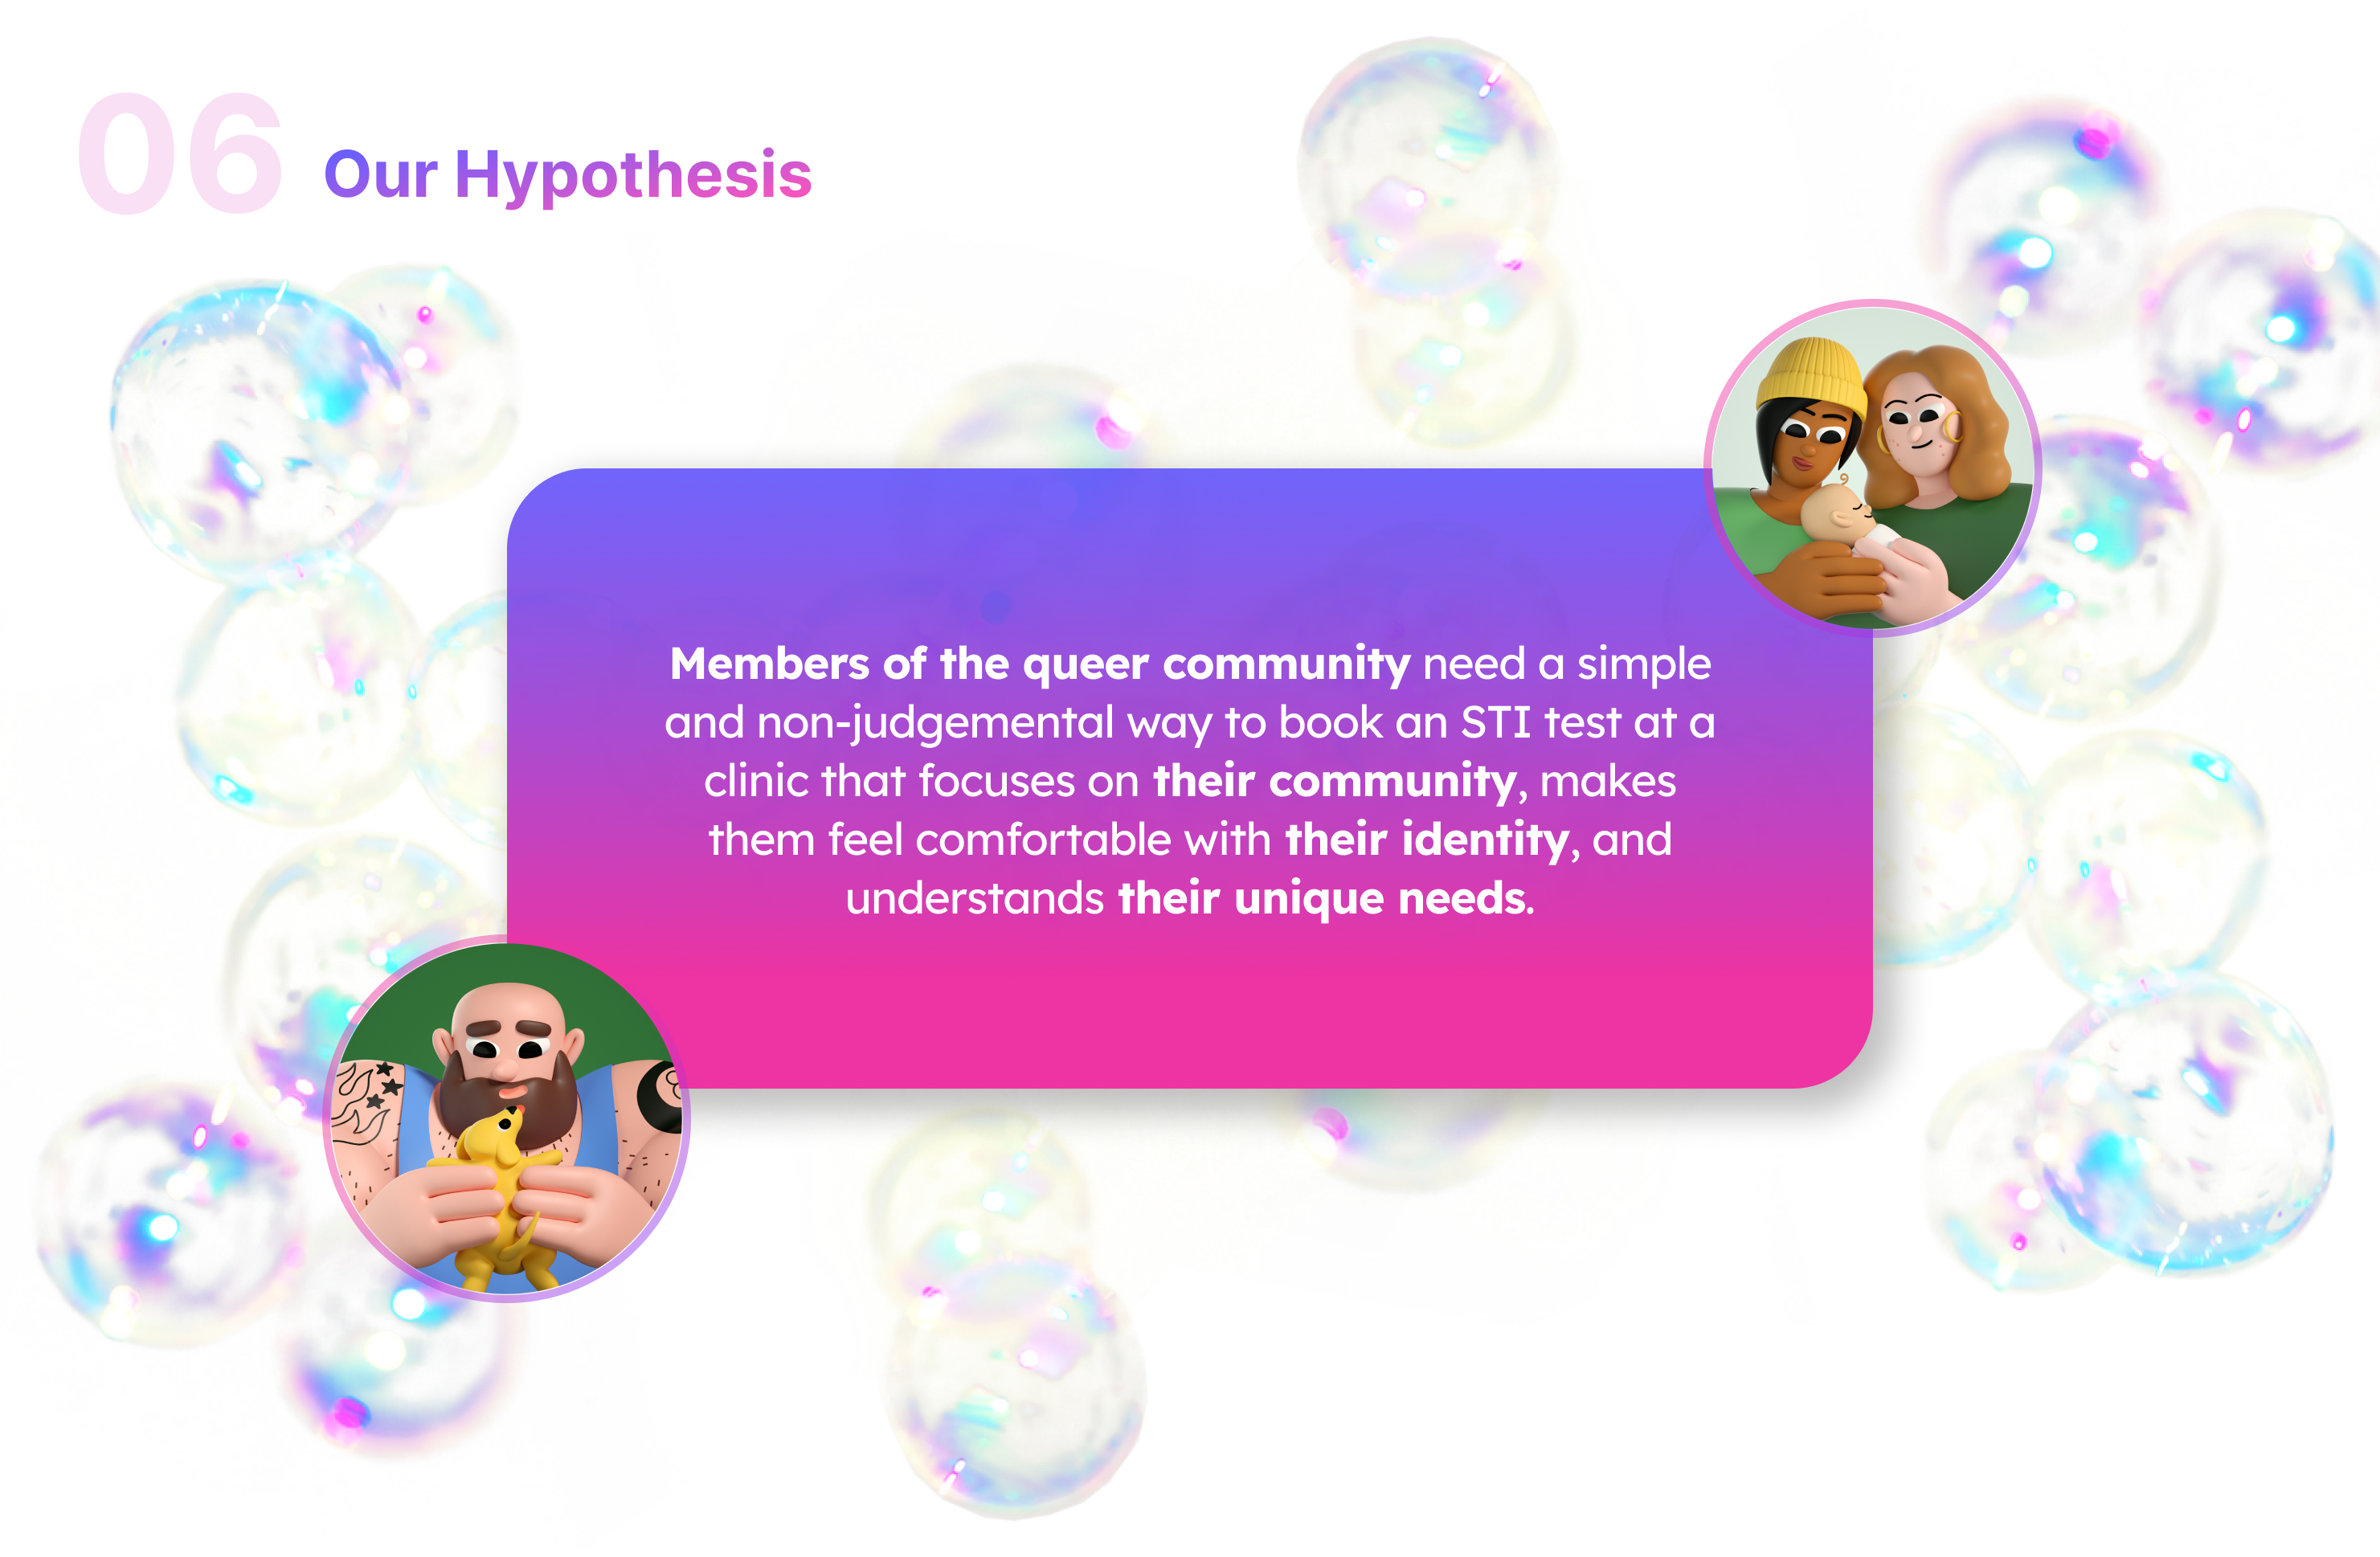 06 Our Hypothesis
Members of the queer community need a simple
and non-judgemental way to book an STI test at a
clinic that focuses on their community, makes
them feel comfortable with their identity, and
understands their unique needs.